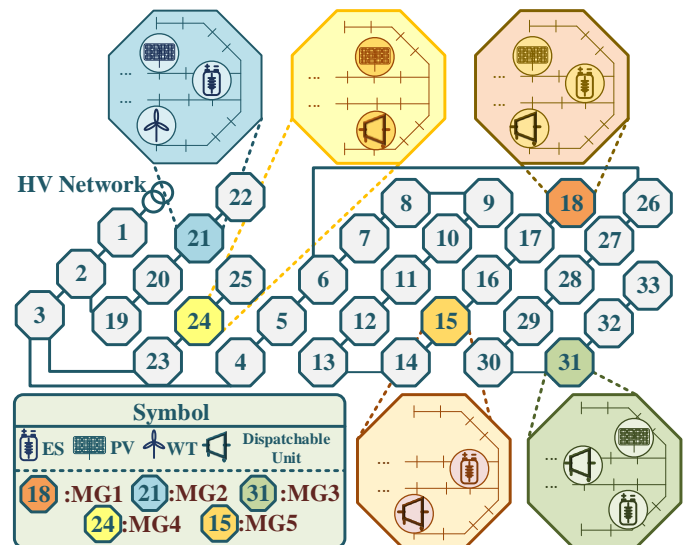 ... ... ...
... ... ...
HV Network
22 8 9 18 26
1 21 7 10 17 27
2 20 25 6 11 16 28 33
3 19 24 5 12 15 29 32
23 4 13 14 30 31
Symbol
ES PV WT Dispatchable
Unit
18 :MG1 21 :MG2 31 :MG3
24 :MG4 15 :MG5
... ...
... ...